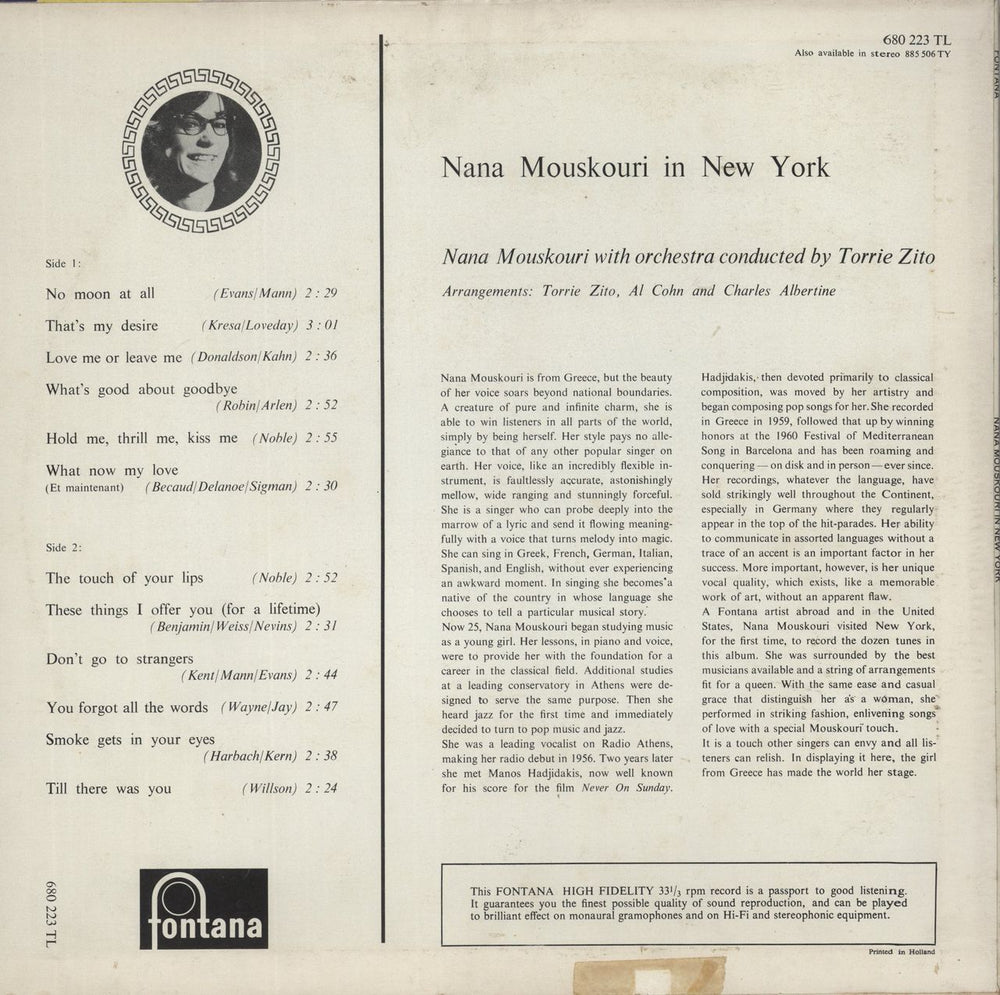 680 223 TL
Also available in stereo 885 506 TY
Nana Mouskouri in New York
Nana Mouskouri with orchestra conducted by Torrie Zito
Arrangements: Torrie Zito, Al Cohn and Charles Albertine
Side 1:
No moon at all (Evans/Mann) 2 : 29
That's my desire (Kresa/Loveday) 3 : 01
Love me or leave me (Donaldson/Kahn) 2 : 36
What's good about goodbye
(Robin/Arlen) 2 : 52
Hold me, thrill me, kiss me (Noble) 2 : 55
What now my love
(Et maintenant) (Becaud/Delanoe/Sigman) 2 : 30
Side 2:
The touch of your lips (Noble) 2 : 52
These things I offer you (for a lifetime)
(Benjamin/Weiss/Nevins) 2 : 31
Don't go to strangers
(Kent/Mann/Evans) 2 : 44
You forgot all the words (Wayne/Jay) 2 : 47
Smoke gets in your eyes
(Harbach/Kern) 2 : 38
Till there was you (Willson) 2 : 24
680 223 TL
fontana
Nana Mouskouri is from Greece, but the beauty
of her voice soars beyond national boundaries.
A creature of pure and infinite charm, she is
able to win listeners in all parts of the world,
simply by being herself. Her style pays no alle-
giance to that of any other popular singer on
earth. Her voice, like an incredibly flexible in-
strument, is faultlessly accurate, astonishingly
mellow, wide ranging and stunningly forceful.
She is a singer who can probe deeply into the
marrow of a lyric and send it flowing meaning-
fully with a voice that turns melody into magic.
She can sing in Greek, French, German, Italian,
Spanish, and English, without ever experiencing
an awkward moment. In singing she becomes a
native of the country in whose language she
chooses to tell a particular musical story.
Now 25, Nana Mouskouri began studying music
as a young girl. Her lessons, in piano and voice,
were to provide her with the foundation for a
career in the classical field. Additional studies
at a leading conservatory in Athens were de-
signed to serve the same purpose. Then she
heard jazz for the first time and immediately
decided to turn to pop music and jazz.
She was a leading vocalist on Radio Athens,
making her radio debut in 1956. Two years later
she met Manos Hadjidakis, now well known
for his score for the film Never On Sunday.
Hadjidakis, then devoted primarily to classical
composition, was moved by her artistry and
began composing pop songs for her. She recorded
in Greece in 1959, followed that up by winning
honors at the 1960 Festival of Mediterranean
Song in Barcelona and has been roaming and
conquering — on disk and in person — ever since.
Her recordings, whatever the language, have
sold strikingly well throughout the Continent,
especially in Germany where they regularly
appear in the top of the hit-parades. Her ability
to communicate in assorted languages without a
trace of an accent is an important factor in her
success. More important, however, is her unique
vocal quality, which exists, like a memorable
work of art, without an apparent flaw.
A Fontana artist abroad and in the United
States, Nana Mouskouri visited New York,
for the first time, to record the dozen tunes in
this album. She was surrounded by the best
musicians available and a string of arrangements
fit for a queen. With the same ease and casual
grace that distinguish her as a woman, she
performed in striking fashion, enlivening songs
of love with a special Mouskouri touch.
It is a touch other singers can envy and all lis-
teners can relish. In displaying it here, the girl
from Greece has made the world her stage.
This FONTANA HIGH FIDELITY 33 1/3 rpm record is a passport to good listening.
It guarantees you the finest possible quality of sound reproduction, and can be played
to brilliant effect on monaural gramophones and on Hi-Fi and stereophonic equipment.
Printed in Holland
FONTANA
NANA MOUSKOURI IN NEW YORK